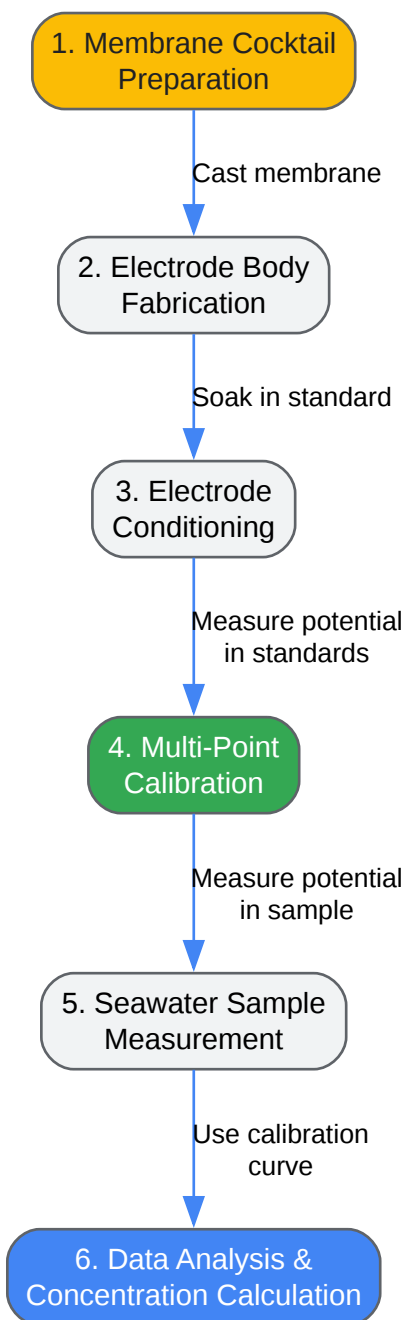 1. Membrane Cocktail
Preparation
Cast membrane
2. Electrode Body
Fabrication
Soak in standard
3. Electrode
Conditioning
Measure potential
in standards
4. Multi-Point
Calibration
Measure potential
in sample
5. Seawater Sample
Measurement
Use calibration
curve
6. Data Analysis &
Concentration Calculation